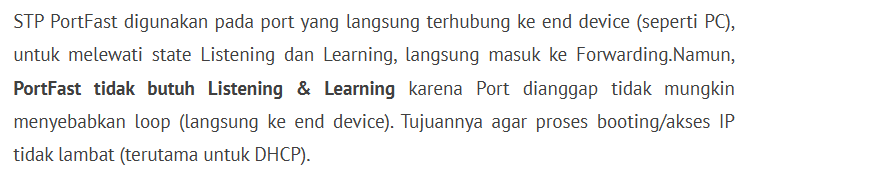 STP PortFast digunakan pada port yang langsung terhubung ke end device (seperti PC),
untuk melewati state Listening dan Learning, langsung masuk ke Forwarding.Namun,
PortFast tidak butuh Listening & Learning karena Port dianggap tidak mungkin
menyebabkan loop (langsung ke end device). Tujuannya agar proses booting/akses IP
tidak lambat (terutama untuk DHCP).